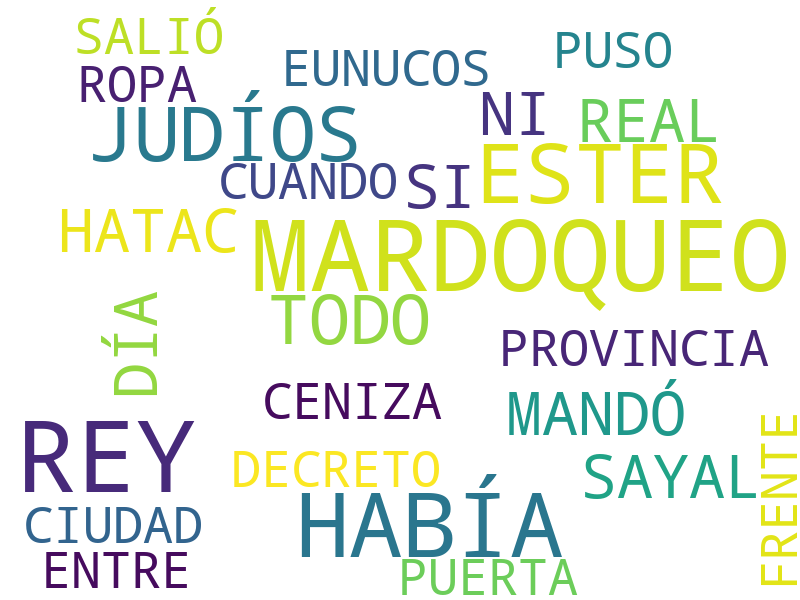 SALIÓ
PUSO
EUNUCOS
ROPA
NI
REAL
JUDÍOS
ESTER
CUANDO
SI
HATAC
MARDOQUEO
TODO
DÍA
PROVINCIA
CENIZA
MANDÓ
REY
DECRETO
SAYAL
FRENTE
HABÍA
CIUDAD
ENTRE
PUERTA